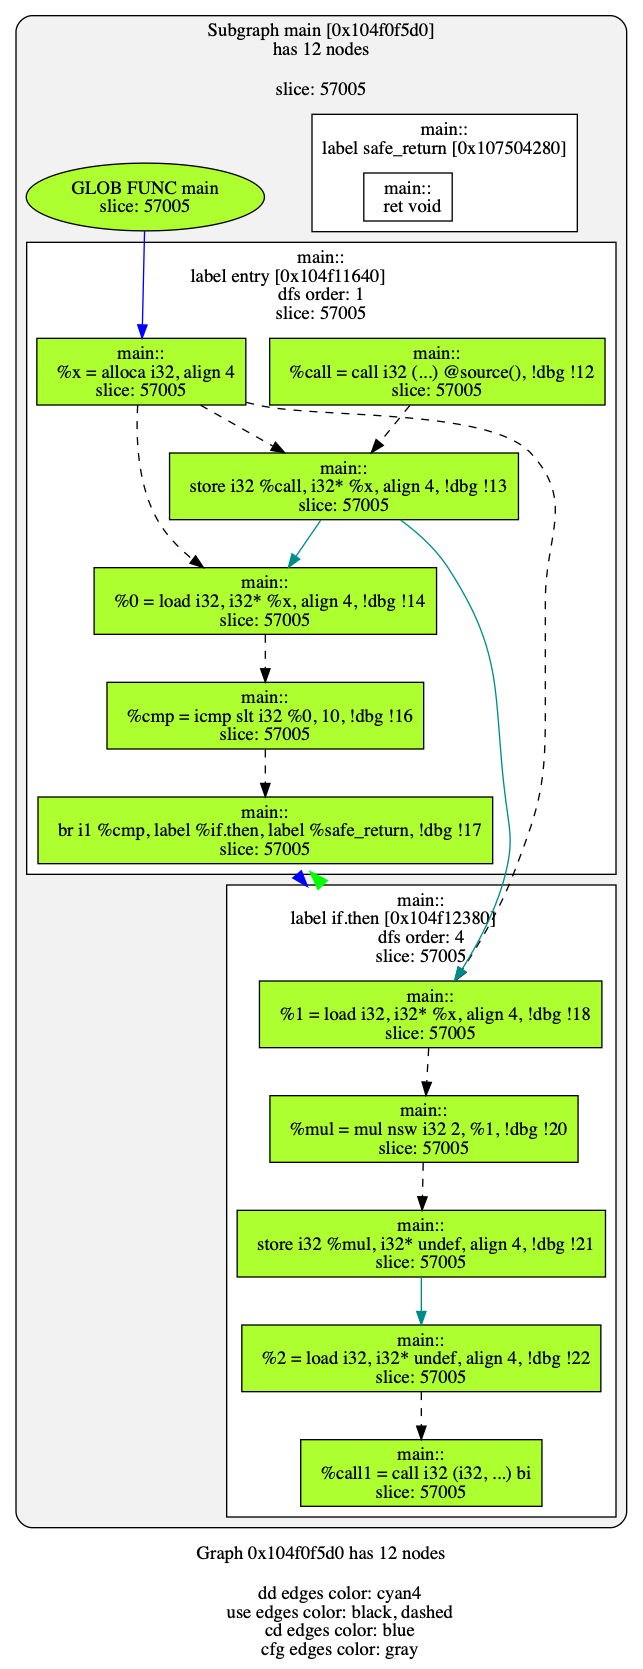 Subgraph main [0x104f0f5d0]
has 12 nodes
slice: 57005
main::
label safe_return [0x107504280]
main::
ret void
GLOB FUNC main
slice: 57005
main::
label entry [0x104f11640]
dfs order: 1
slice: 57005
main::
%x = alloca i32, align 4
slice: 57005
main::
%call = call i32 (...) @source(), !dbg !12
slice: 57005
main::
store i32 %call, i32* %x, align 4, !dbg !13
slice: 57005
main::
%0 = load i32, i32* %x, align 4, !dbg !14
slice: 57005
main::
%cmp = icmp slt i32 %0, 10, !dbg !16
slice: 57005
main::
br i1 %cmp, label %if.then, label %safe_return, !dbg !17
slice: 57005
main::
label if.then [0x104f12380]
dfs order: 4
slice: 57005
main::
%1 = load i32, i32* %x, align 4, !dbg !18
slice: 57005
main::
%mul = mul nsw i32 2, %1, !dbg !20
slice: 57005
main::
store i32 %mul, i32* undef, align 4, !dbg !21
slice: 57005
main::
%2 = load i32, i32* undef, align 4, !dbg !22
slice: 57005
main::
%call1 = call i32 (i32, ...) bi
slice: 57005
Graph 0x104f0f5d0 has 12 nodes
dd edges color: cyan4
use edges color: black, dashed
cd edges color: blue
cfg edges color: gray